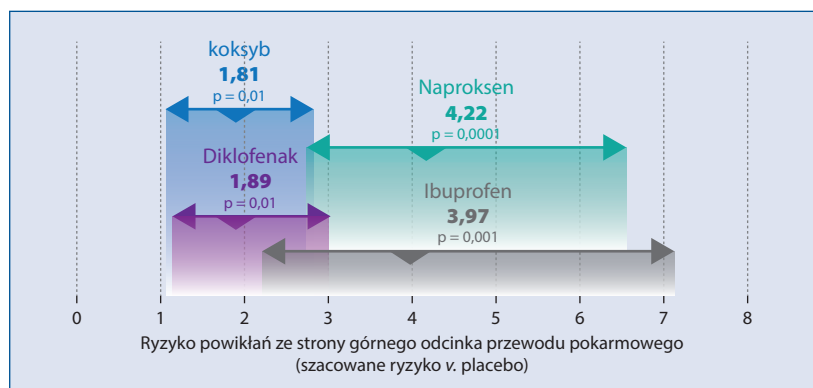 koksyb
1,81
p = 0,01
Naproksen
4,22
p = 0,0001
Diklofenak
1,89
p = 0,01
Ibuprofen
3,97
p = 0,001
0 1 2 3 4 5 6 7 8
Ryzyko powikłań ze strony górnego odcinka przewodu pokarmowego
(szacowane ryzyko v. placebo)